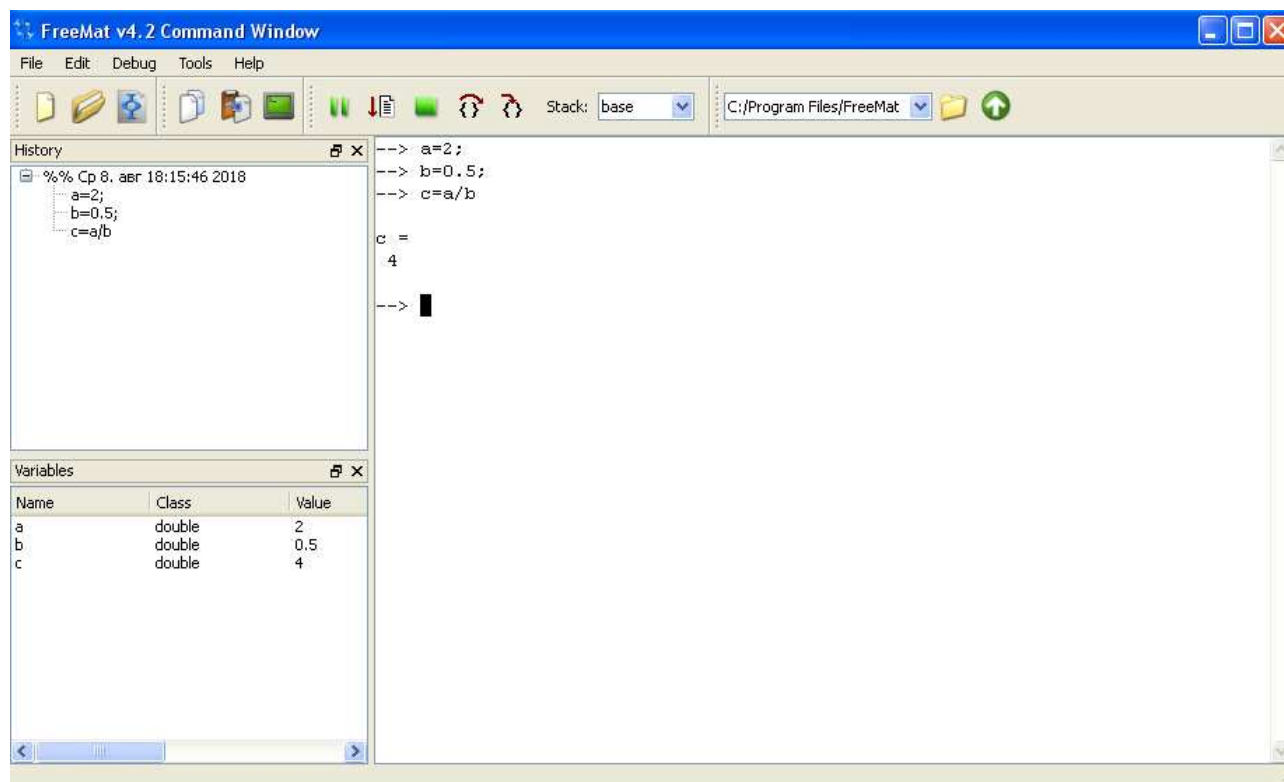 FreeMat v4.2 Command Window
File Edit Debug Tools Help
Stack: base C:/Program Files/FreeMat
History
%% Ср 8. авг 18:15:46 2018
a=2;
b=0.5;
c=a/b
--> a=2;
--> b=0.5;
--> c=a/b
c =
4
-->
Variables
Name Class Value
a double 2
b double 0.5
c double 4